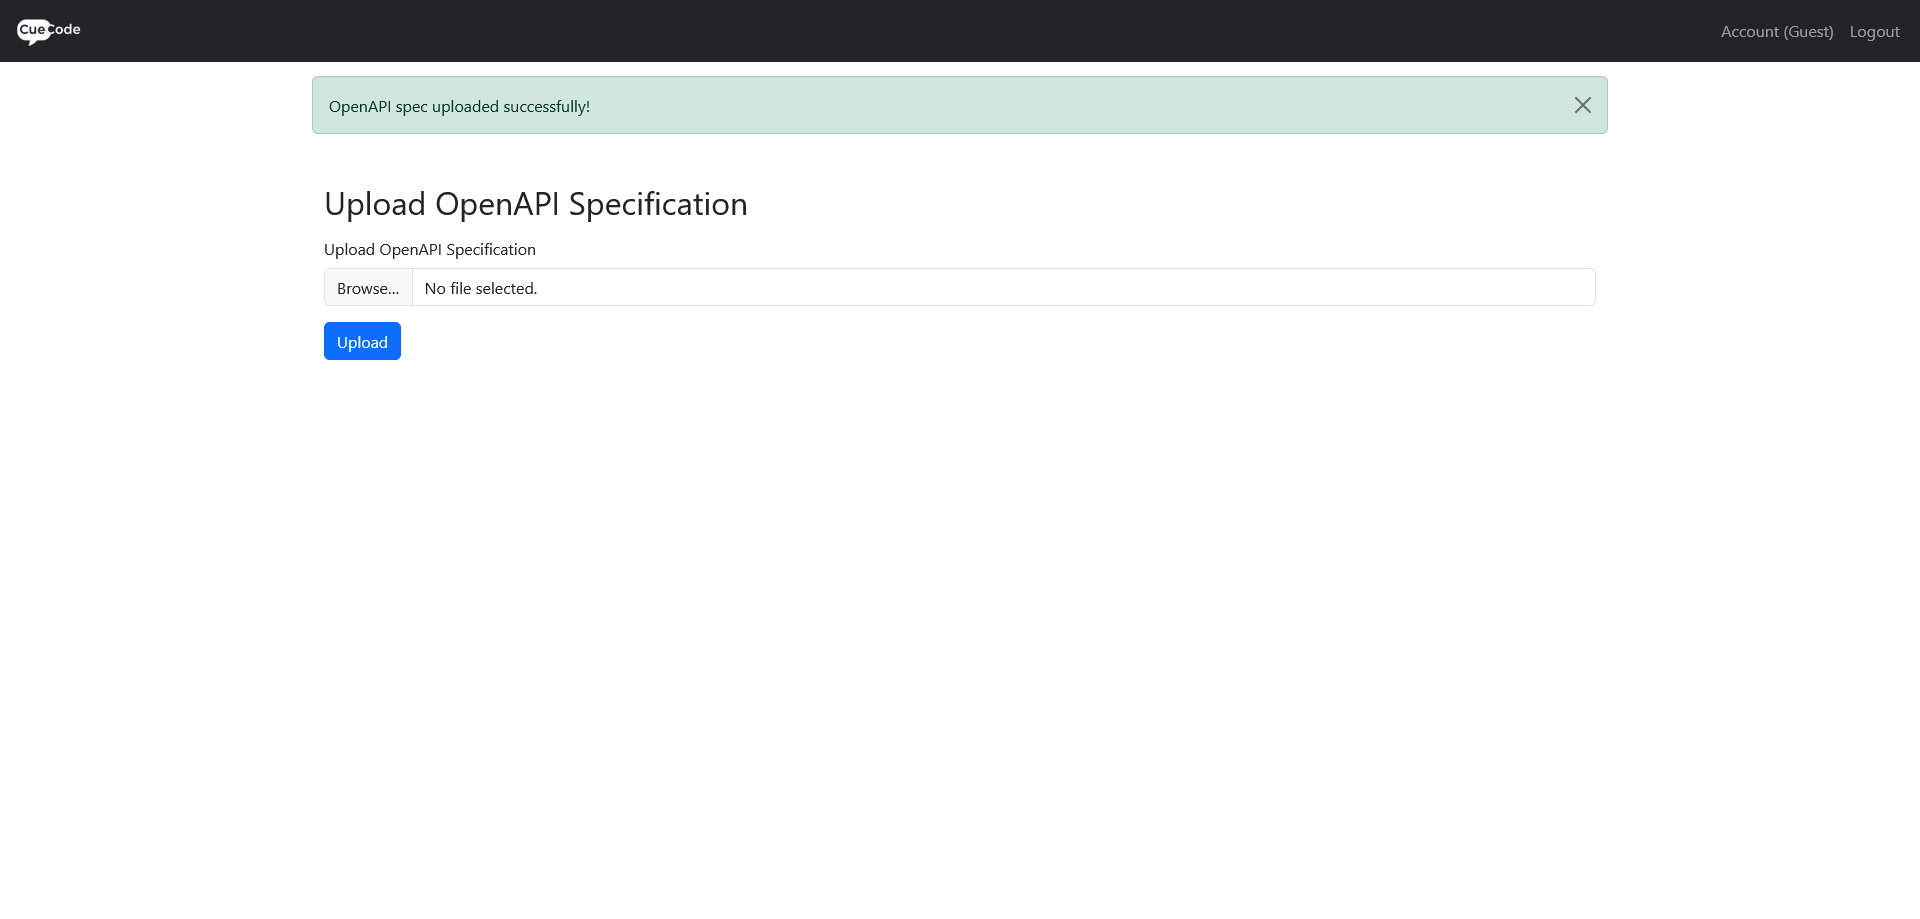 CueCode
Account (Guest) Logout
OpenAPI spec uploaded successfully!
Upload OpenAPI Specification
Upload OpenAPI Specification
Browse... No file selected.
Upload